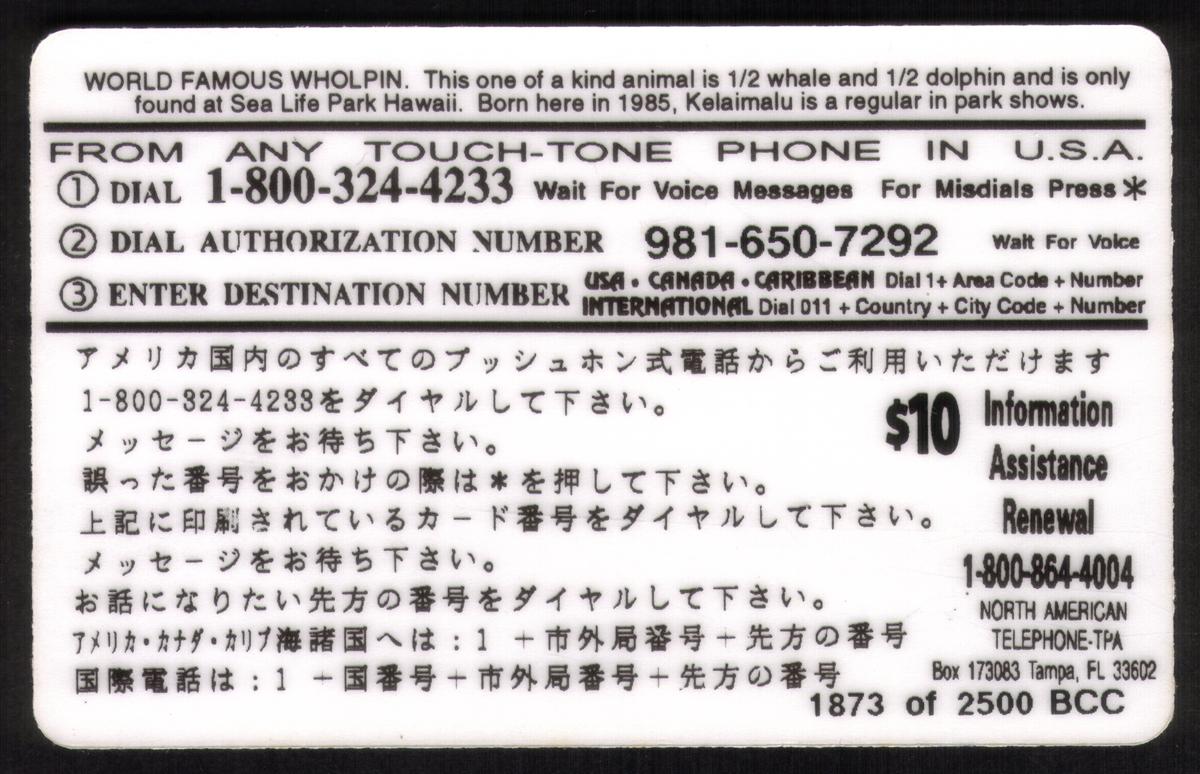 WORLD FAMOUS WHOLPIN. This one of a kind animal is 1/2 whale and 1/2 dolphin and is only
found at Sea Life Park Hawaii. Born here in 1985, Kelaimalu is a regular in park shows.
FROM ANY TOUCH-TONE PHONE IN U.S.A.
① DIAL 1-800-324-4233 Wait For Voice Messages For Misdials Press *
② DIAL AUTHORIZATION NUMBER 981-650-7292 Wait For Voice
③ ENTER DESTINATION NUMBER USA • CANADA • CARIBBEAN Dial 1+ Area Code + Number
INTERNATIONAL Dial 011 + Country + City Code + Number
アメリカ国内のすべてのプッシュホン式電話からご利用いただけます
1-800-324-4233をダイヤルして下さい。
メッセージをお待ち下さい。
誤った番号をおかけの際は*を押して下さい。
上記に印刷されているカード番号をダイヤルして下さい。
メッセージをお待ち下さい。
お話になりたい先方の番号をダイヤルして下さい。
アメリカ・カナダ・カリブ海諸国へは:1 +市外局番号+先方の番号
国際電話は:1 +国番号+市外局番号+先方の番号
$10 Information
Assistance
Renewal
1-800-864-4004
NORTH AMERICAN
TELEPHONE-TPA
Box 173083 Tampa, FL 33602
1873 of 2500 BCC